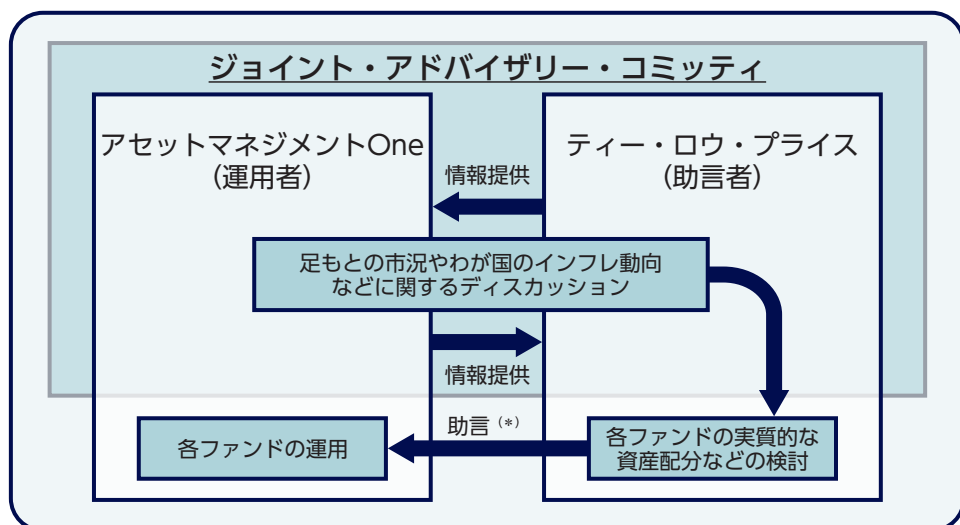 ジョイント・アドバイザリー・コミッティ
アセットマネジメントOne
(運用者)
情報提供
ティー・ロウ・プライス
(助言者)
足もとの市況やわが国のインフレ動向
などに関するディスカッション
情報提供
助言(*)
各ファンドの運用
各ファンドの実質的な
資産配分などの検討